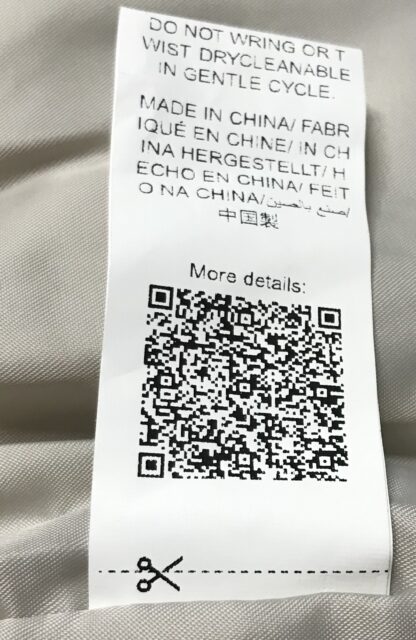 DO NOT WRING OR T
WIST DRYCLEANABLE
IN GENTLE CYCLE.
MADE IN CHINA/ FABR
IQUÉ EN CHINE/ IN CH
INA HERGESTELLT/ H
ECHO EN CHINA/ FEIT
O NA CHINA/صنع بالصين/
中国製
More details: